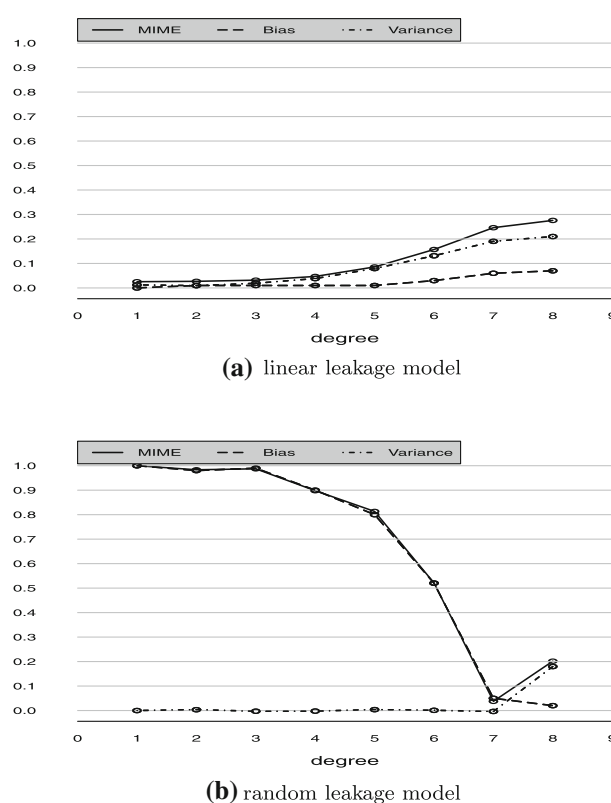 MIME Bias Variance
1.0
0.9
0.8
0.7
0.6
0.5
0.4
0.3
0.2
0.1
0.0
0 1 2 3 4 5 6 7 8 9
degree
(a) linear leakage model
MIME Bias Variance
1.0
0.9
0.8
0.7
0.6
0.5
0.4
0.3
0.2
0.1
0.0
0 1 2 3 4 5 6 7 8 9
degree
(b) random leakage model